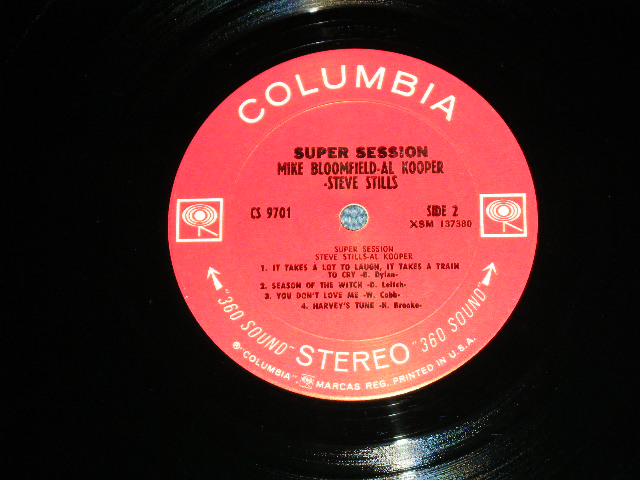 COLUMBIA
SUPER SESSION
MIKE BLOOMFIELD-AL KOOPER
-STEVE STILLS
CS 9701
SIDE 2
XSM 137380
SUPER SESSION
STEVE STILLS-AL KOOPER
1. IT TAKES A LOT TO LAUGH, IT TAKES A TRAIN
TO CRY -B. Dylan-
2. SEASON OF THE WITCH -D. Leitch-
3. YOU DON'T LOVE ME -W. Cobb-
4. HARVEY'S TUNE -H. Brooks-
"360 SOUND" STEREO "360 SOUND"
® "COLUMBIA", MARCAS REG. PRINTED IN U.S.A.